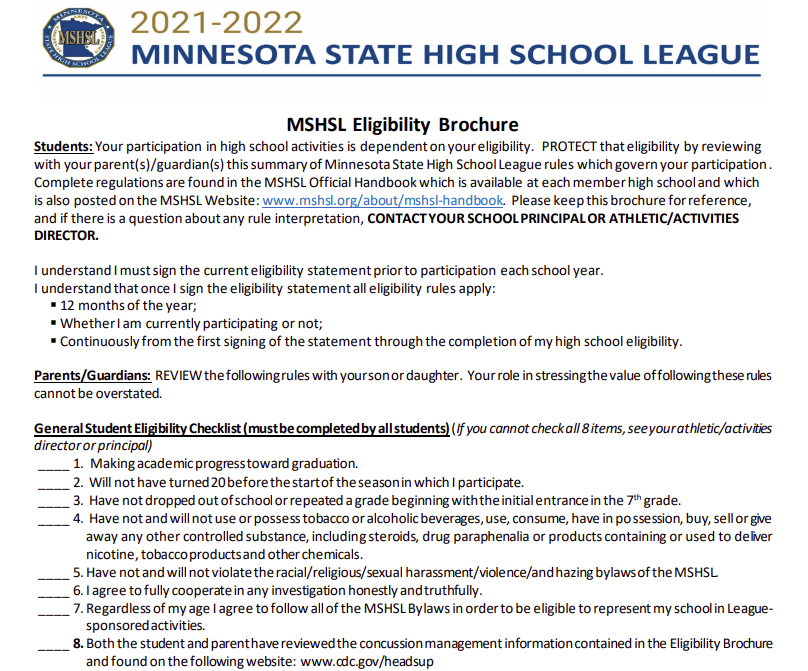 2021-2022
MSHSL
MINNESOTA STATE HIGH SCHOOL LEAGUE
MSHSL Eligibility Brochure
Students: Your participation in high school activities is dependent on your eligibility. PROTECT that eligibility by reviewing
with your parent(s)/guardian(s) this summary of Minnesota State High School League rules which govern your participation.
Complete regulations are found in the MSHSL Official Handbook which is available at each member high school and which
is also posted on the MSHSL Website: www.mshsl.org/about/mshsl-handbook. Please keep this brochure for reference,
and if there is a question about any rule interpretation, CONTACT YOUR SCHOOL PRINCIPAL OR ATHLETIC/ACTIVITIES
DIRECTOR.
I understand I must sign the current eligibility statement prior to participation each school year.
I understand that once I sign the eligibility statement all eligibility rules apply:
▪ 12 months of the year;
▪ Whether I am currently participating or not;
▪ Continuously from the first signing of the statement through the completion of my high school eligibility.
Parents/Guardians: REVIEW the following rules with your son or daughter. Your role in stressing the value of following these rules
cannot be overstated.
General Student Eligibility Checklist (must be completed by all students) (If you cannot check all 8 items, see your athletic/activities
director or principal)
____ 1. Making academic progress toward graduation.
____ 2. Will not have turned 20 before the start of the season in which I participate.
____ 3. Have not dropped out of school or repeated a grade beginning with the initial entrance in the 7th grade.
____ 4. Have not and will not use or possess tobacco or alcoholic beverages, use, consume, have in possession, buy, sell or give
away any other controlled substance, including steroids, drug paraphenalia or products containing or used to deliver
nicotine, tobacco products and other chemicals.
____ 5. Have not and will not violate the racial/religious/sexual harassment/violence/and hazing bylaws of the MSHSL.
____ 6. I agree to fully cooperate in any investigation honestly and truthfully.
____ 7. Regardless of my age I agree to follow all of the MSHSL Bylaws in order to be eligible to represent my school in League-
sponsored activities.
____ 8. Both the student and parent have reviewed the concussion management information contained in the Eligibility Brochure
and found on the following website: www.cdc.gov/headsup